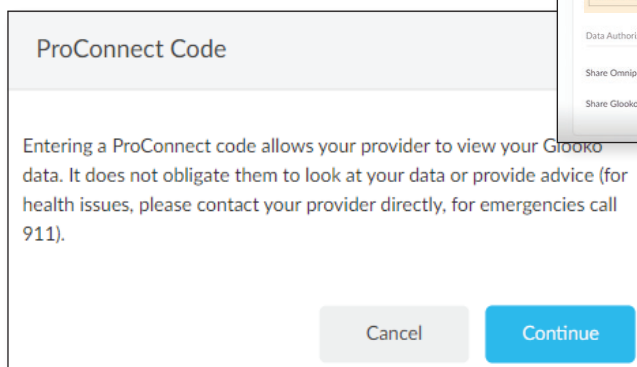 ProConnect Code
Data Authori
Share Omnip
Share Glooko
Entering a ProConnect code allows your provider to view your Glooko
data. It does not obligate them to look at your data or provide advice (for
health issues, please contact your provider directly, for emergencies call
911).
Cancel
Continue